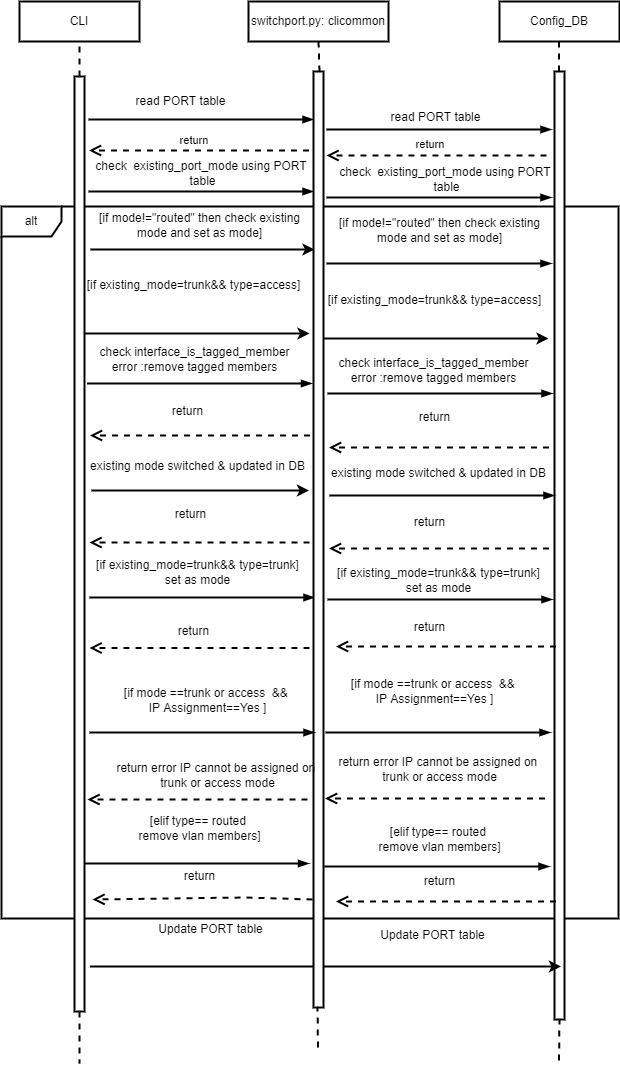 CLI
switchport.py: clicommon
Config_DB
read PORT table
read PORT table
return
return
check  existing_port_mode using PORT
table
check  existing_port_mode using PORT
table
alt
[if mode!="routed" then check existing
mode and set as mode]
[if mode!="routed" then check existing
mode and set as mode]
[if existing_mode=trunk&& type=access]
[if existing_mode=trunk&& type=access]
check interface_is_tagged_member
error :remove tagged members
check interface_is_tagged_member
error :remove tagged members
return
return
existing mode switched & updated in DB
existing mode switched & updated in DB
return
return
[if existing_mode=trunk&& type=trunk]
set as mode
[if existing_mode=trunk&& type=trunk]
set as mode
return
return
[if mode ==trunk or access  &&
IP Assignment==Yes ]
[if mode ==trunk or access  &&
IP Assignment==Yes ]
return error IP cannot be assigned on
trunk or access mode
return error IP cannot be assigned on
trunk or access mode
[elif type== routed
remove vlan members]
[elif type== routed
remove vlan members]
return
return
Update PORT table
Update PORT table